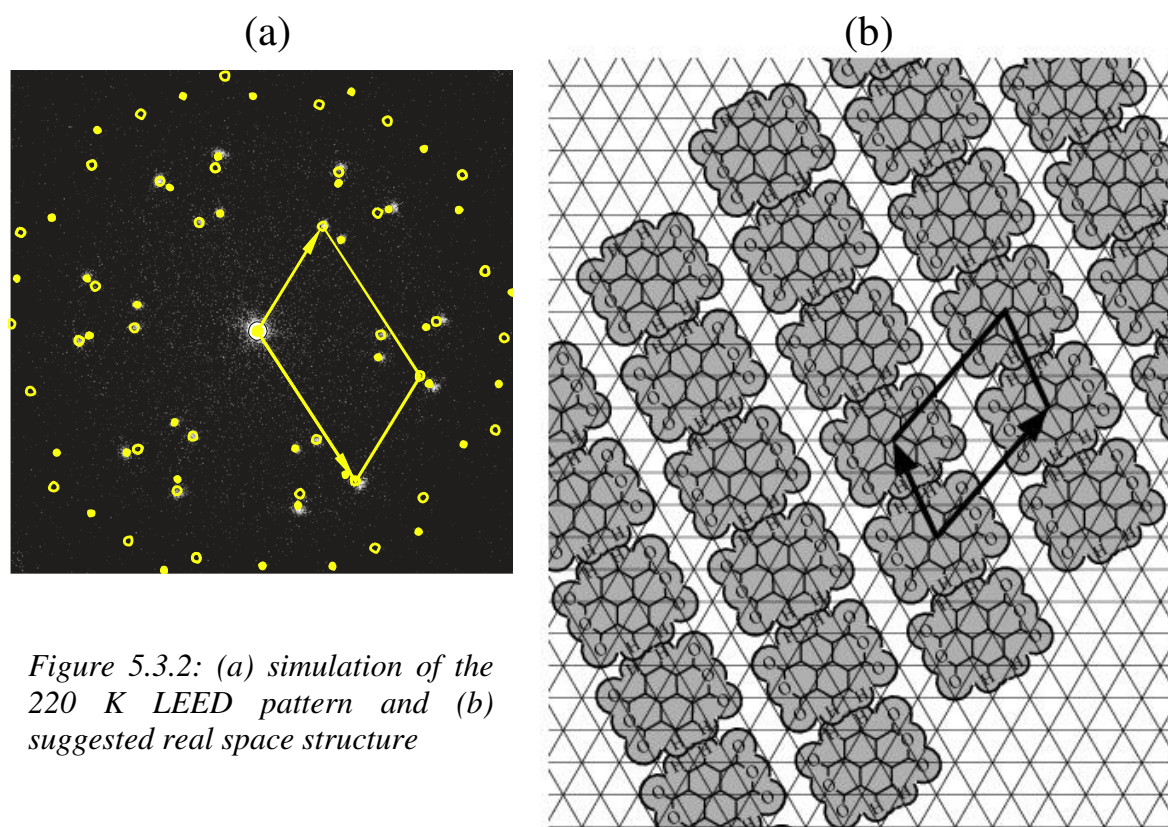 (a)
(b)
Figure 5.3.2: (a) simulation of the
220 K LEED pattern and (b)
suggested real space structure